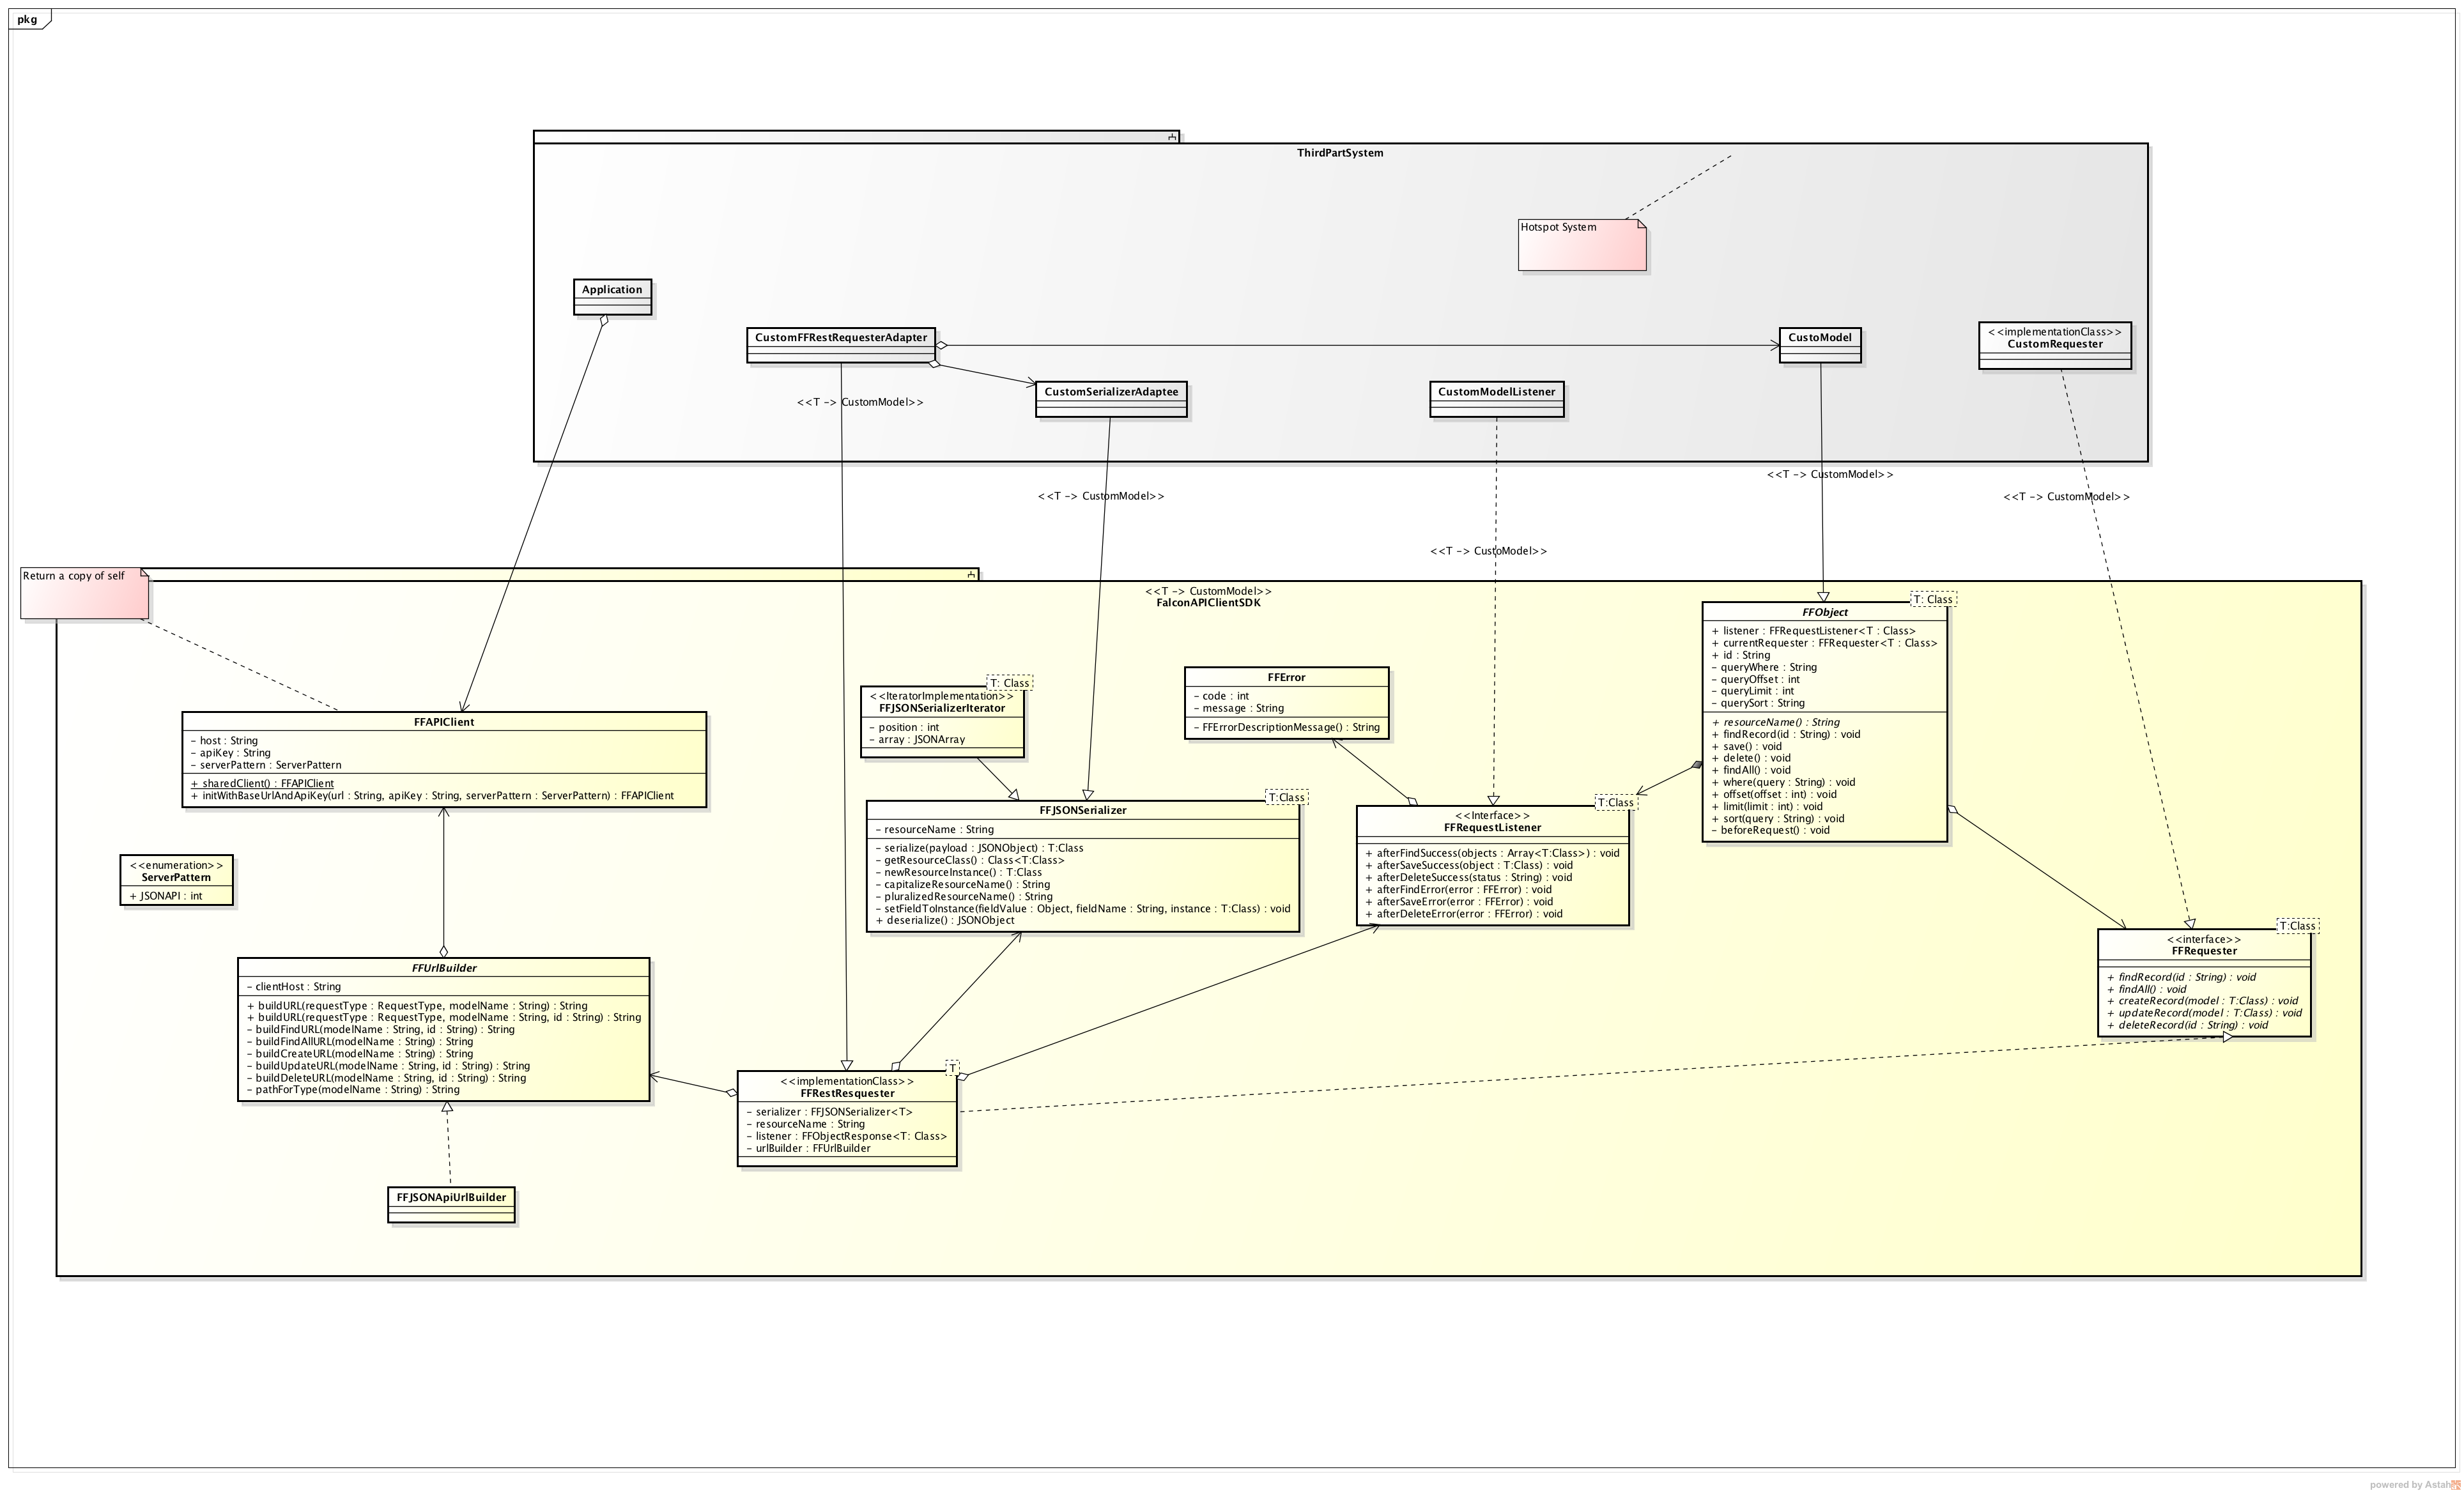 pkg
ThirdPartSystem
Hotspot System
Application
CustomFFRestRequesterAdapter
CustoModel
<<implementationClass>>
CustomRequester
CustomSerializerAdaptee
CustomModelListener
<<T -> CustomModel>>
<<T -> CustomModel>>
<<T -> CustomModel>>
<<T -> CustomModel>>
<<T -> CustoModel>>
Return a copy of self
<<T -> CustomModel>>
FalconAPIClientSDK
T: Class
FFObject
+ listener : FFRequestListener<T : Class>
+ currentRequester : FFRequester<T : Class>
+ id : String
- queryWhere : String
- queryOffset : int
- queryLimit : int
- querySort : String
+ resourceName() : String
+ findRecord(id : String) : void
+ save() : void
+ delete() : void
+ findAll() : void
+ where(query : String) : void
+ offset(offset : int) : void
+ limit(limit : int) : void
+ sort(query : String) : void
- beforeRequest() : void
FFError
- code : int
- message : String
- FFErrorDescriptionMessage() : String
T: Class
<<IteratorImplementation>>
FFJSONSerializerIterator
- position : int
- array : JSONArray
FFAPIClient
- host : String
- apiKey : String
- serverPattern : ServerPattern
+ sharedClient() : FFAPIClient
+ initWithBaseUrlAndApiKey(url : String, apiKey : String, serverPattern : ServerPattern) : FFAPIClient
T:Class
FFJSONSerializer
- resourceName : String
- serialize(payload : JSONObject) : T:Class
- getResourceClass() : Class<T:Class>
- newResourceInstance() : T:Class
- capitalizeResourceName() : String
- pluralizedResourceName() : String
- setFieldToInstance(fieldValue : Object, fieldName : String, instance : T:Class) : void
+ deserialize() : JSONObject
T:Class
<<Interface>>
FFRequestListener
+ afterFindSuccess(objects : Array<T:Class>) : void
+ afterSaveSuccess(object : T:Class) : void
+ afterDeleteSuccess(status : String) : void
+ afterFindError(error : FFError) : void
+ afterSaveError(error : FFError) : void
+ afterDeleteError(error : FFError) : void
<<enumeration>>
ServerPattern
+ JSONAPI : int
T:Class
<<interface>>
FFRequester
+ findRecord(id : String) : void
+ findAll() : void
+ createRecord(model : T:Class) : void
+ updateRecord(model : T:Class) : void
+ deleteRecord(id : String) : void
FFUrlBuilder
- clientHost : String
+ buildURL(requestType : RequestType, modelName : String) : String
+ buildURL(requestType : RequestType, modelName : String, id : String) : String
- buildFindURL(modelName : String, id : String) : String
- buildFindAllURL(modelName : String) : String
- buildCreateURL(modelName : String) : String
- buildUpdateURL(modelName : String, id : String) : String
- buildDeleteURL(modelName : String, id : String) : String
- pathForType(modelName : String) : String
T
<<implementationClass>>
FFRestResquester
- serializer : FFJSONSerializer<T>
- resourceName : String
- listener : FFObjectResponse<T: Class>
- urlBuilder : FFUrlBuilder
FFJSONApiUrlBuilder
powered by Astah